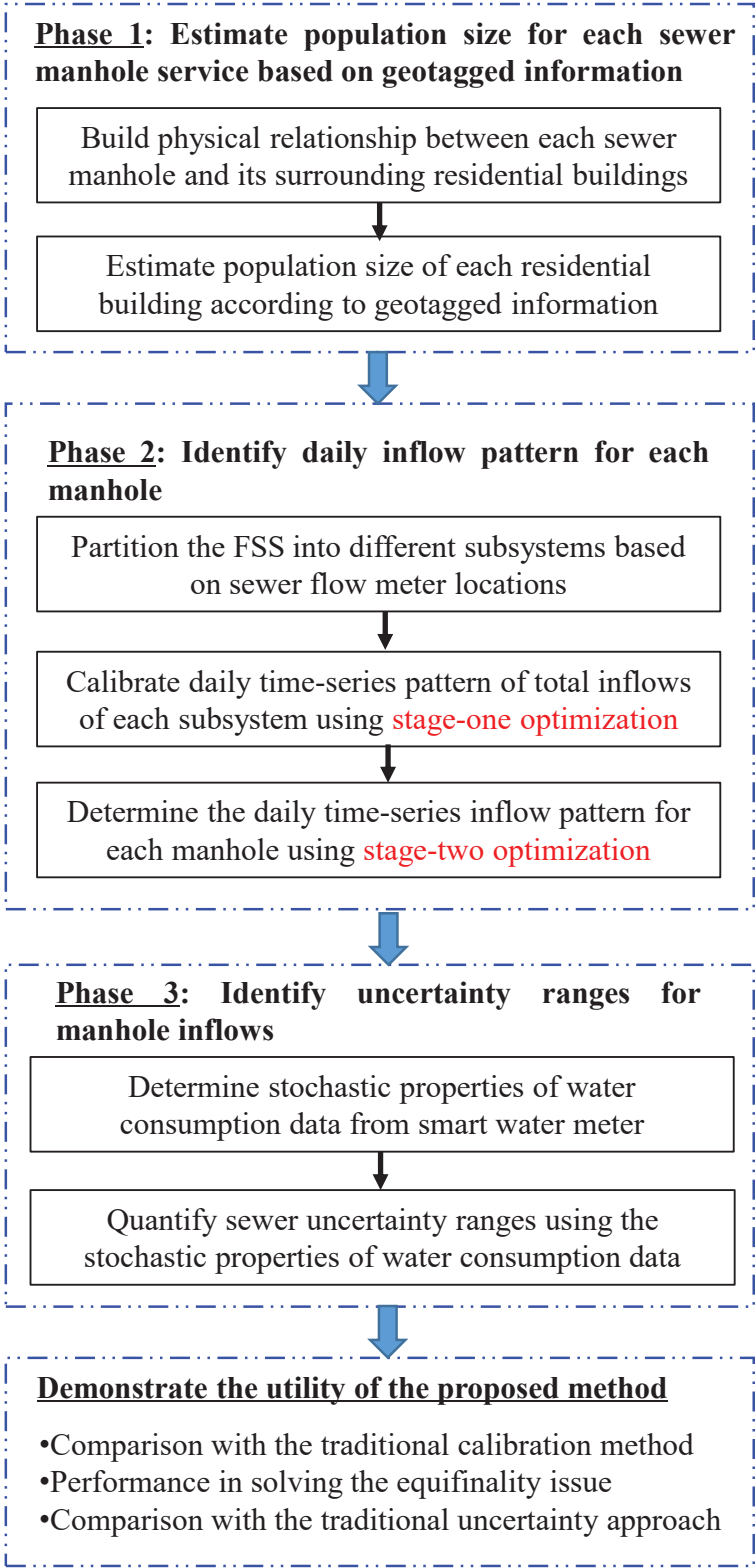 Phase 1: Estimate population size for each sewer
manhole service based on geotagged information
Build physical relationship between each sewer
manhole and its surrounding residential buildings
Estimate population size of each residential
building according to geotagged information
Phase 2: Identify daily inflow pattern for each
manhole
Partition the FSS into different subsystems based
on sewer flow meter locations
Calibrate daily time-series pattern of total inflows
of each subsystem using stage-one optimization
Determine the daily time-series inflow pattern for
each manhole using stage-two optimization
Phase 3: Identify uncertainty ranges for
manhole inflows
Determine stochastic properties of water
consumption data from smart water meter
Quantify sewer uncertainty ranges using the
stochastic properties of water consumption data
Demonstrate the utility of the proposed method
•Comparison with the traditional calibration method
•Performance in solving the equifinality issue
•Comparison with the traditional uncertainty approach